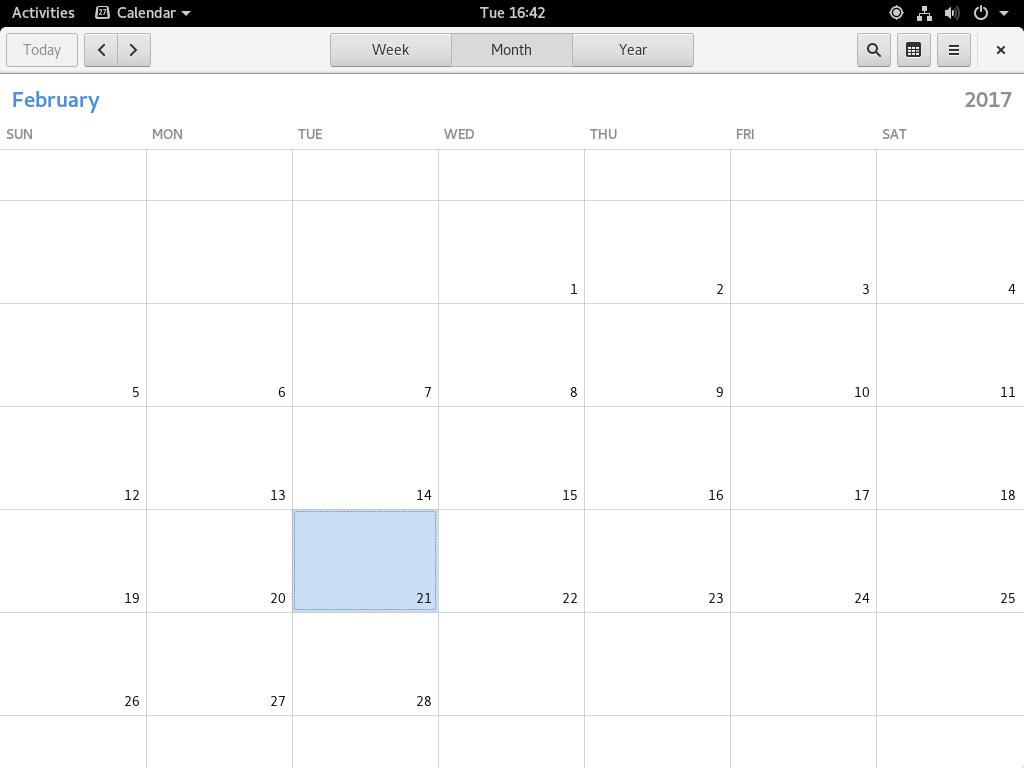 Activities 27 Calendar Tue 16:42
Today Week Month Year
February 2017
SUN MON TUE WED THU FRI SAT
1 2 3 4
5 6 7 8 9 10 11
12 13 14 15 16 17 18
19 20 21 22 23 24 25
26 27 28